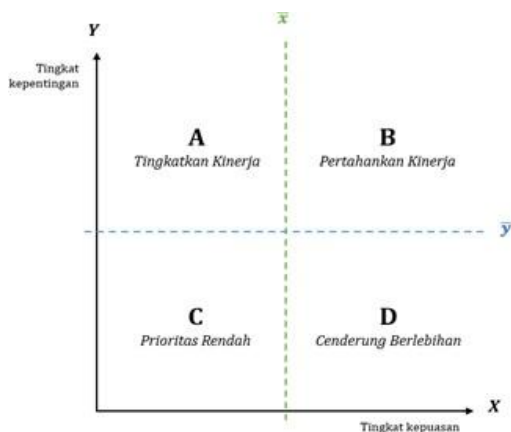 Y
x̄
Tingkat
kepentingan
A
B
Tingkatkan Kinerja
Pertahankan Kinerja
ȳ
C
D
Prioritas Rendah
Cenderung Berlebihan
X
Tingkat kepuasan